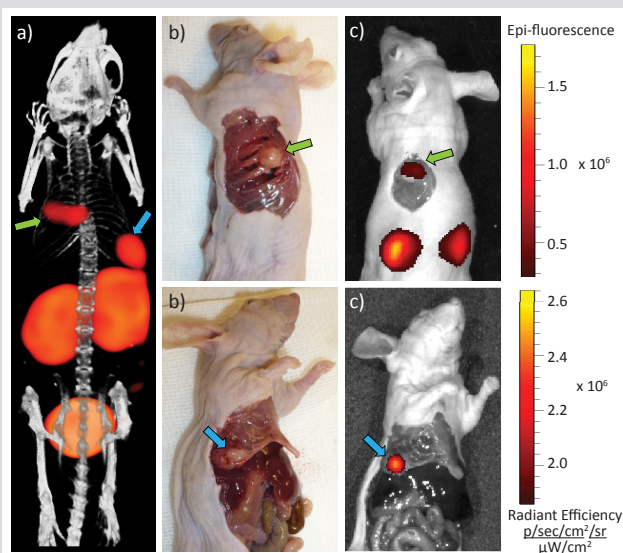 a)
b)
c)
Epi-fluorescence
1.5
1.0
x 10⁶
0.5
b)
c)
2.6
2.4
x 10⁶
2.2
2.0
Radiant Efficiency
p/sec/cm²/sr
μW/cm²